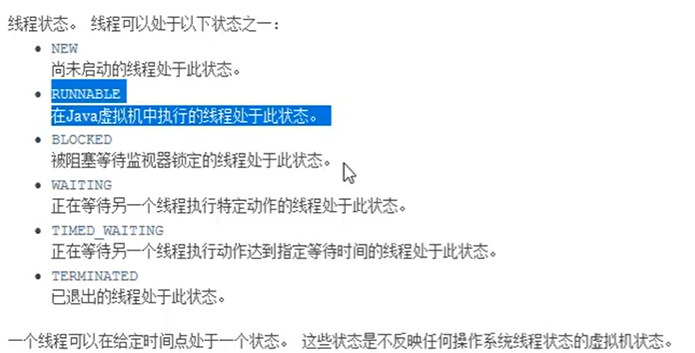 线程状态。 线程可以处于以下状态之一：
• NEW
尚未启动的线程处于此状态。
• RUNNABLE
在Java虚拟机中执行的线程处于此状态。
• BLOCKED
被阻塞等待监视器锁定的线程处于此状态。
• WAITING
正在等待另一个线程执行特定动作的线程处于此状态。
• TIMED_WAITING
正在等待另一个线程执行动作达到指定等待时间的线程处于此状态。
• TERMINATED
已退出的线程处于此状态。
一个线程可以在给定时间点处于一个状态。 这些状态是不反映任何操作系统线程状态的虚拟机状态。